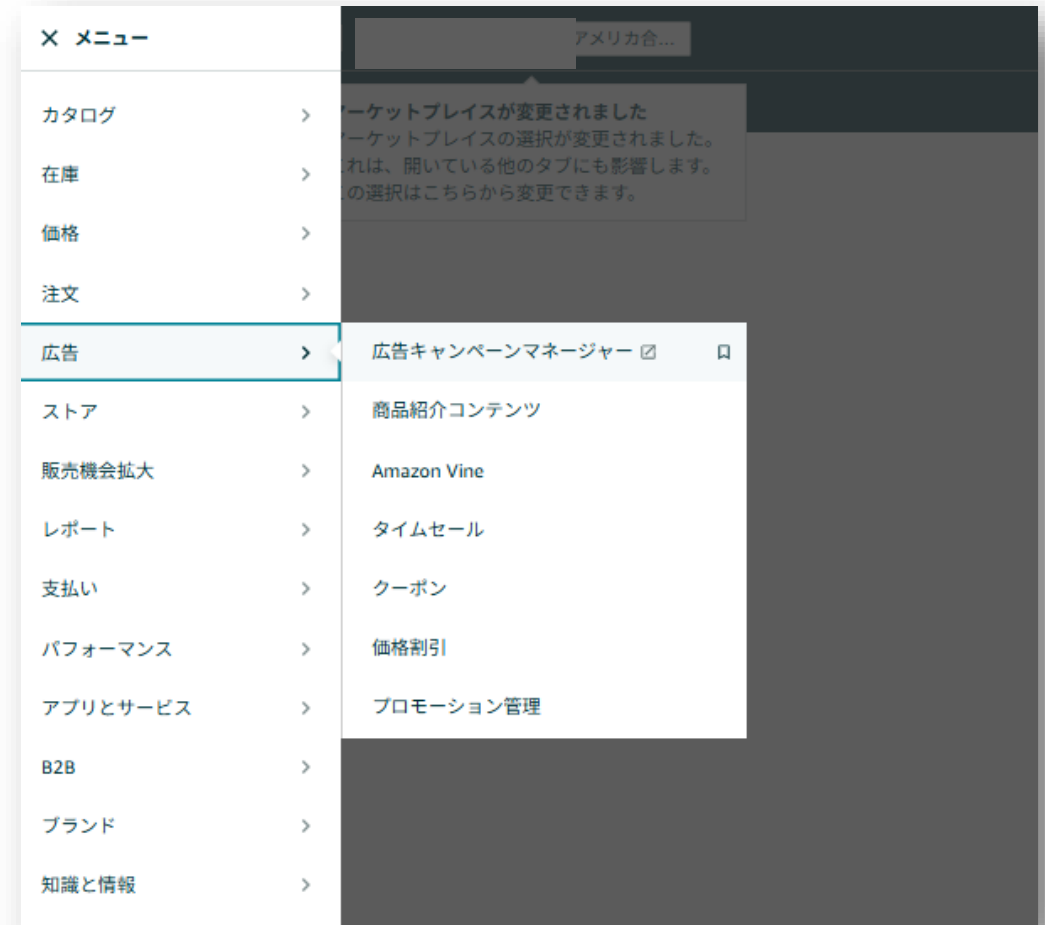 メニュー
アメリカ合...
ーケットプレイスが変更されました
ーケットプレイスの選択が変更されました。
れは、開いている他のタブにも影響します。
の選択はこちらから変更できます。
カタログ
在庫
価格
注文
広告
ストア
販売機会拡大
レポート
支払い
パフォーマンス
アプリとサービス
B2B
ブランド
知識と情報
広告キャンペーンマネージャー
商品紹介コンテンツ
Amazon Vine
タイムセール
クーポン
価格割引
プロモーション管理